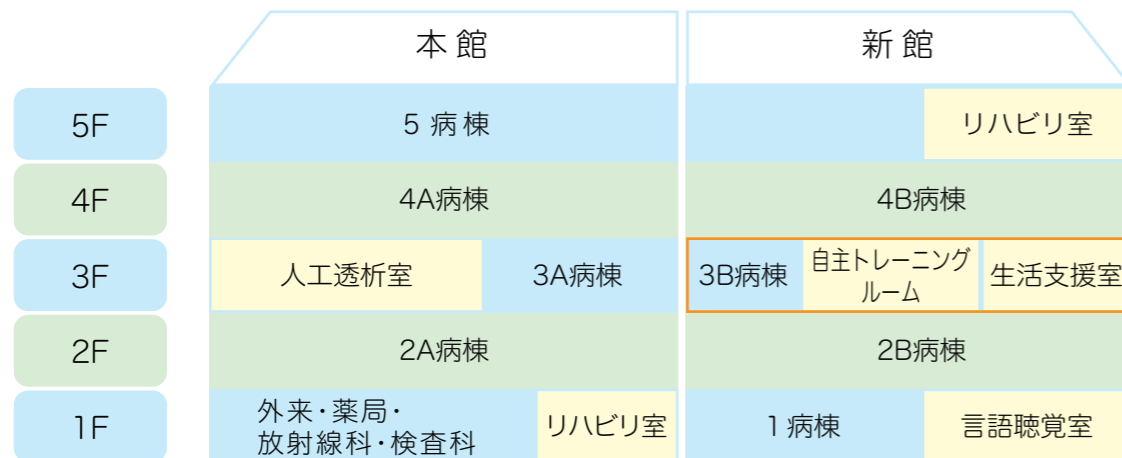 本館
新館
5F
5病棟
リハビリ室
4F
4A病棟
4B病棟
3F
人工透析室
3A病棟
3B病棟
自主トレーニング
ルーム
生活支援室
2F
2A病棟
2B病棟
1F
外来・薬局・
放射線科・検査科
リハビリ室
1病棟
言語聴覚室